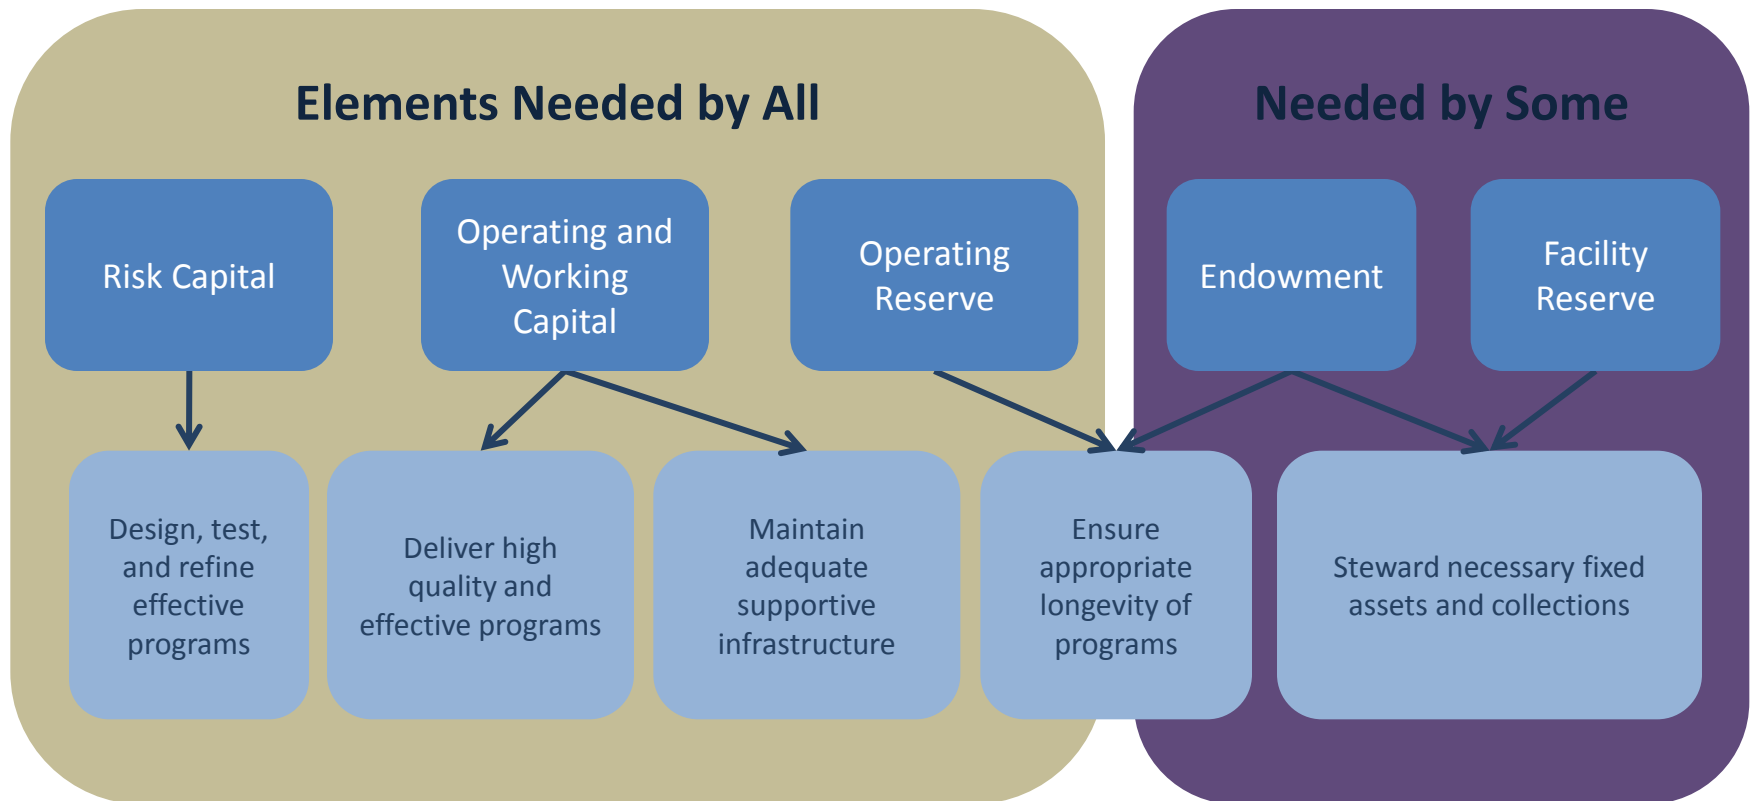 Elements Needed by All
Needed by Some
Risk Capital
Operating and
Working
Capital
Operating
Reserve
Endowment
Facility
Reserve
Design, test,
and refine
effective
programs
Deliver high
quality and
effective programs
Maintain
adequate
supportive
infrastructure
Ensure
appropriate
longevity of
programs
Steward necessary fixed
assets and collections